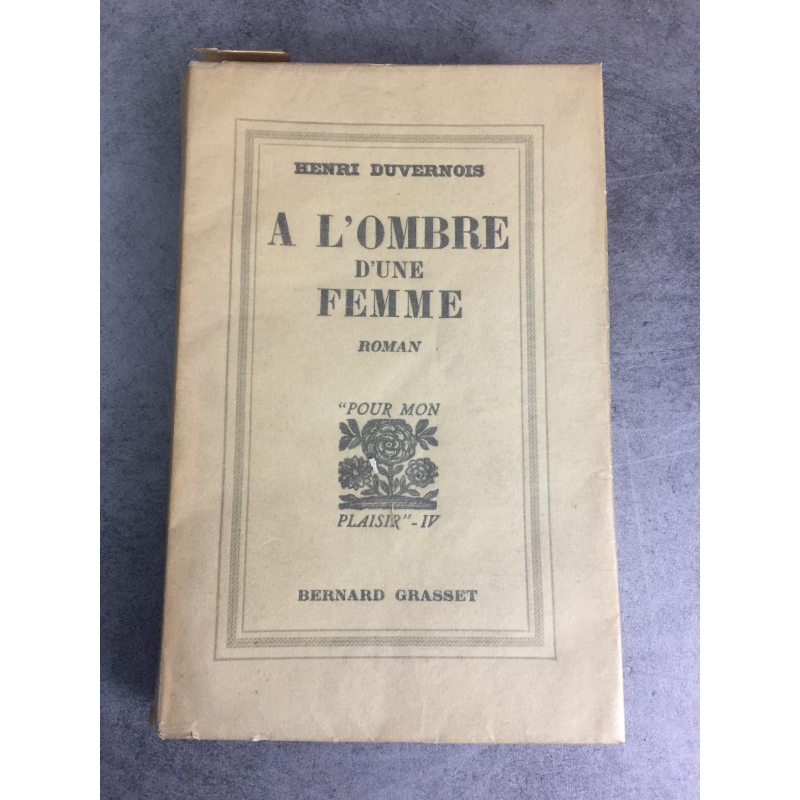 HENRI DUVERNOIS
A L'OMBRE
D'UNE
FEMME
ROMAN
"POUR MON
PLAISIR" - IV
BERNARD GRASSET